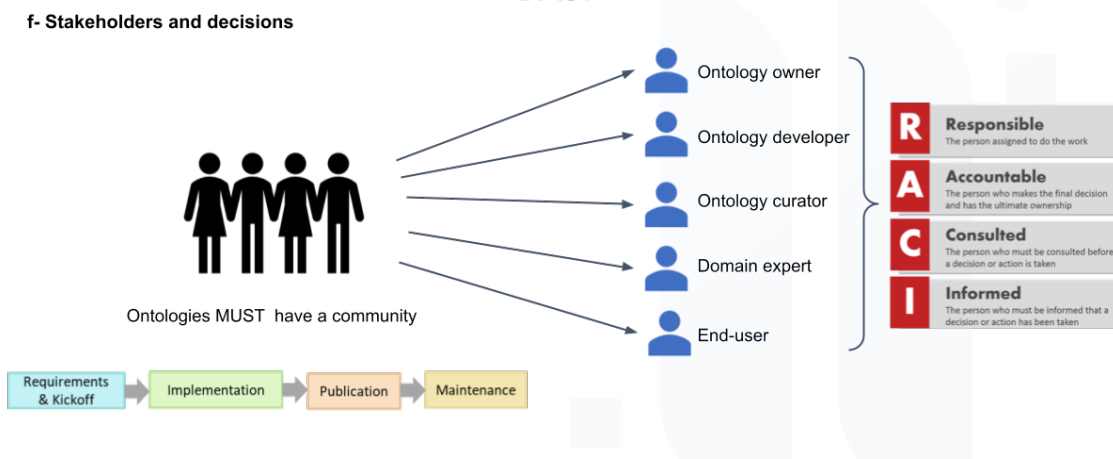 f- Stakeholders and decisions
Ontology owner
Ontology developer
Ontology curator
Domain expert
End-user
Ontologies MUST  have a community
R
Responsible
The person assigned to do the work
A
Accountable
The person who makes the final decision
and has the ultimate ownership
C
Consulted
The person who must be consulted before
a decision or action is taken
I
Informed
The person who must be informed that a
decision or action has been taken
Requirements
& Kickoff
Implementation
Publication
Maintenance